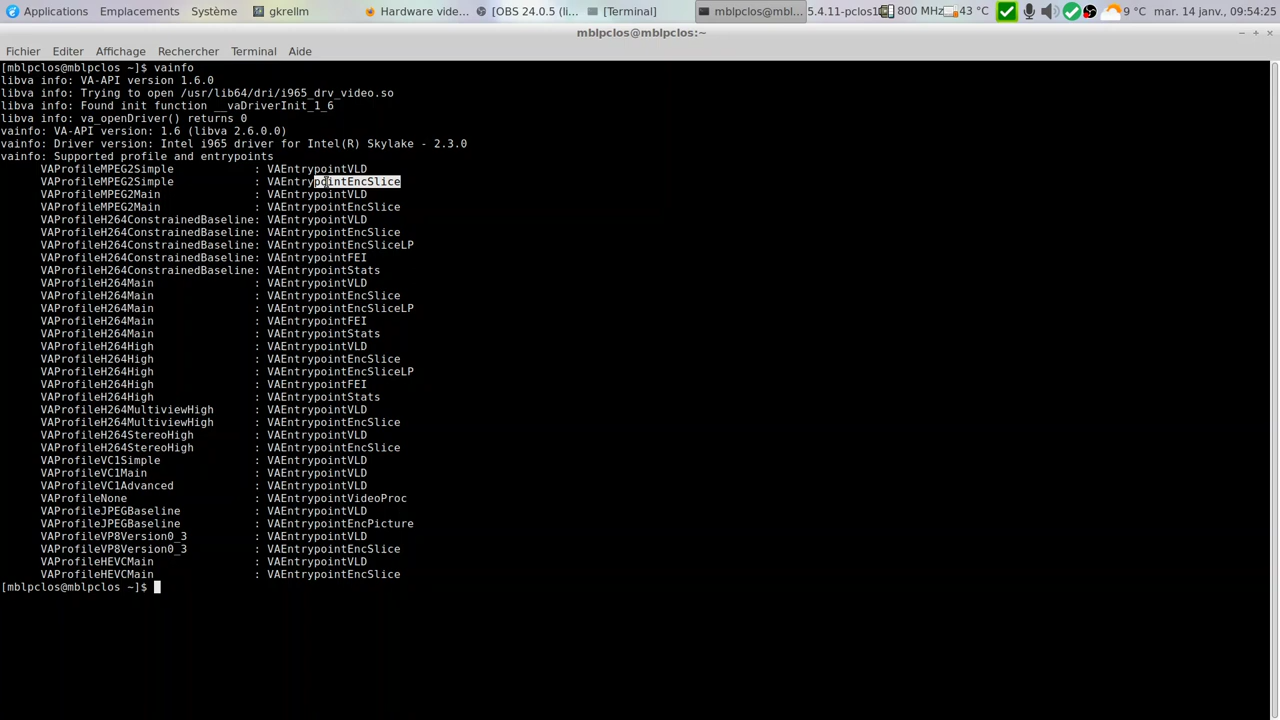 Applications Emplacements Système gkrellm Hardware vide... [OBS 24.0.5 (li... [Terminal] mblpclos@mbl... 5.4.11-pclos1 800 MHz 43 °C 9 °C mar. 14 janv., 09:54:25
mblpclos@mblpclos:~
Fichier Editer Affichage Rechercher Terminal Aide
[mblpclos@mblpclos ~]$ vainfo
libva info: VA-API version 1.6.0
libva info: Trying to open /usr/lib64/dri/i965_drv_video.so
libva info: Found init function __vaDriverInit_1_6
libva info: va_openDriver() returns 0
vainfo: VA-API version: 1.6 (libva 2.6.0.0)
vainfo: Driver version: Intel i965 driver for Intel(R) Skylake - 2.3.0
vainfo: Supported profile and entrypoints
VAProfileMPEG2Simple : VAEntrypointVLD
VAProfileMPEG2Simple : VAEntrypointEncSlice
VAProfileMPEG2Main : VAEntrypointVLD
VAProfileMPEG2Main : VAEntrypointEncSlice
VAProfileH264ConstrainedBaseline: VAEntrypointVLD
VAProfileH264ConstrainedBaseline: VAEntrypointEncSlice
VAProfileH264ConstrainedBaseline: VAEntrypointEncSliceLP
VAProfileH264ConstrainedBaseline: VAEntrypointFEI
VAProfileH264ConstrainedBaseline: VAEntrypointStats
VAProfileH264Main : VAEntrypointVLD
VAProfileH264Main : VAEntrypointEncSlice
VAProfileH264Main : VAEntrypointEncSliceLP
VAProfileH264Main : VAEntrypointFEI
VAProfileH264Main : VAEntrypointStats
VAProfileH264High : VAEntrypointVLD
VAProfileH264High : VAEntrypointEncSlice
VAProfileH264High : VAEntrypointEncSliceLP
VAProfileH264High : VAEntrypointFEI
VAProfileH264High : VAEntrypointStats
VAProfileH264MultiviewHigh : VAEntrypointVLD
VAProfileH264MultiviewHigh : VAEntrypointEncSlice
VAProfileH264StereoHigh : VAEntrypointVLD
VAProfileH264StereoHigh : VAEntrypointEncSlice
VAProfileVC1Simple : VAEntrypointVLD
VAProfileVC1Main : VAEntrypointVLD
VAProfileVC1Advanced : VAEntrypointVLD
VAProfileNone : VAEntrypointVideoProc
VAProfileJPEGBaseline : VAEntrypointVLD
VAProfileJPEGBaseline : VAEntrypointEncPicture
VAProfileVP8Version0_3 : VAEntrypointVLD
VAProfileVP8Version0_3 : VAEntrypointEncSlice
VAProfileHEVCMain : VAEntrypointVLD
VAProfileHEVCMain : VAEntrypointEncSlice
[mblpclos@mblpclos ~]$